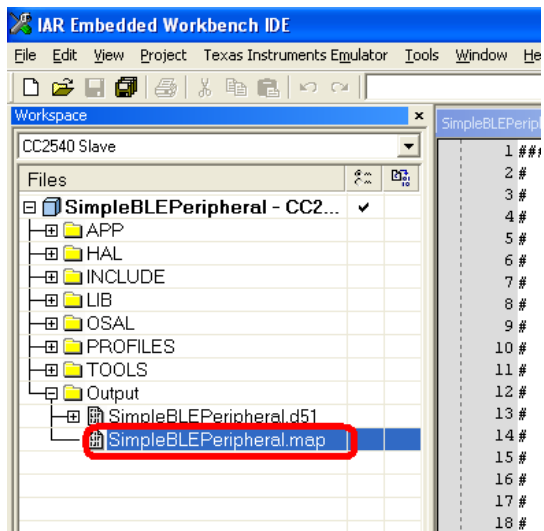 IAR Embedded Workbench IDE
File Edit View Project Texas Instruments Emulator Tools Window He
Workspace
SimpleBLEPeriph
CC2540 Slave
Files
SimpleBLEPeripheral - CC2...
APP
HAL
INCLUDE
LIB
OSAL
PROFILES
TOOLS
Output
SimpleBLEPeripheral.d51
SimpleBLEPeripheral.map
1 ###
2 #
3 #
4 #
5 #
6 #
7 #
8 #
9 #
10 #
11 #
12 #
13 #
14 #
15 #
16 #
17 #
18 #